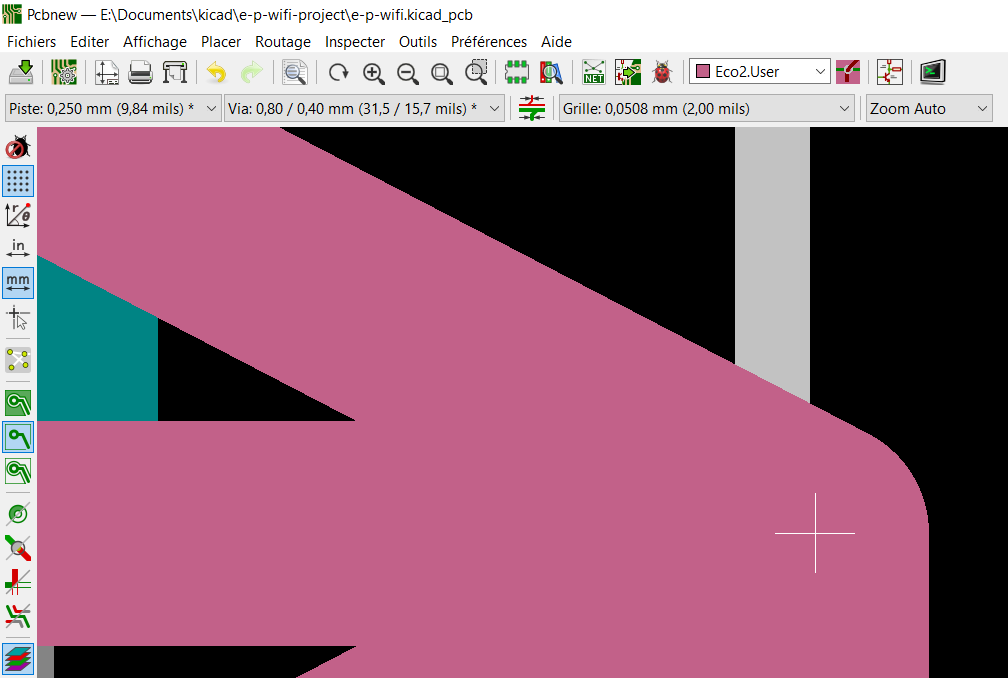 Pcbnew — E:\Documents\kicad\e-p-wifi-project\e-p-wifi.kicad_pcb
Fichiers Editer Affichage Placer Routage Inspecter Outils Préférences Aide
NET Eco2.User
Piste: 0,250 mm (9,84 mils) * Via: 0,80 / 0,40 mm (31,5 / 15,7 mils) * Grille: 0,0508 mm (2,00 mils) Zoom Auto
r θ
in
mm